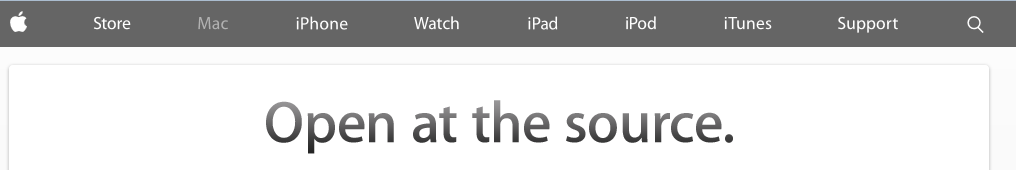 Store Mac iPhone Watch iPad iPod iTunes Support
Open at the source.